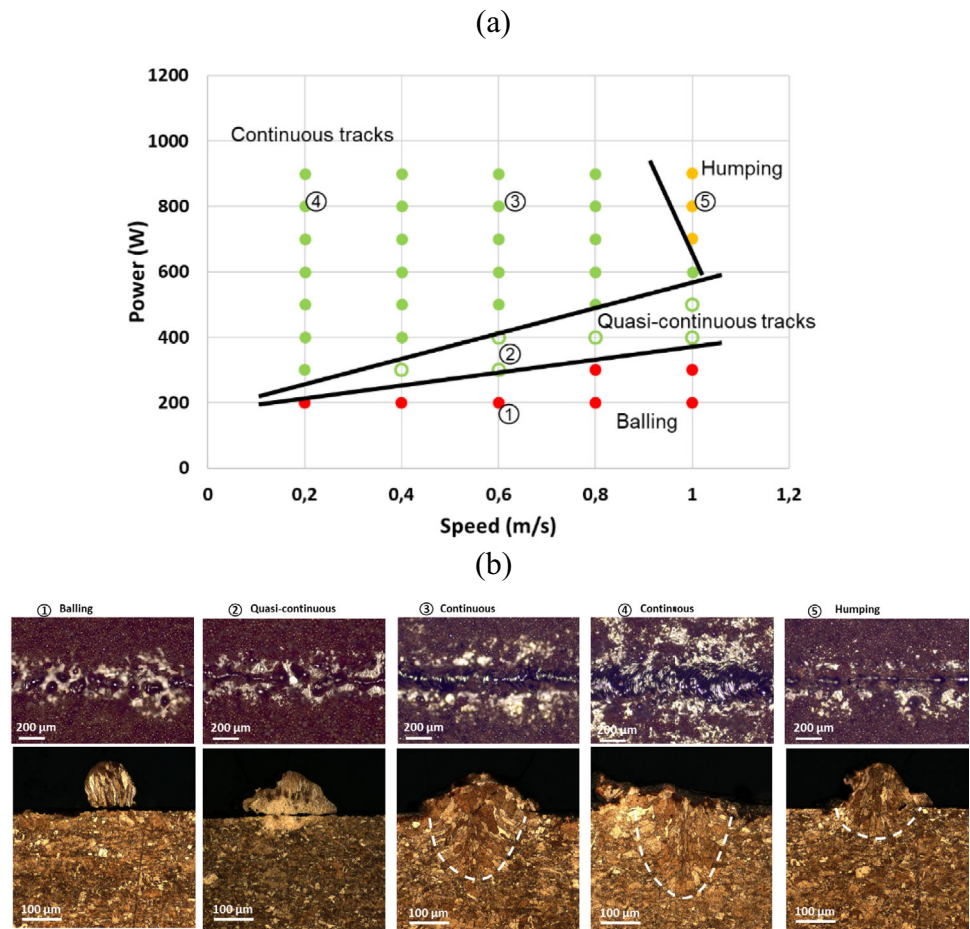 (a)
1200
1000
800
600
400
200
0
Power (W)
Continuous tracks
Humping
④
③
⑤
Quasi-continuous tracks
②
①
Balling
0
0,2
0,4
0,6
0,8
1
1,2
Speed (m/s)
(b)
① Balling
② Quasi-continuous
③ Continuous
④ Continuous
⑤ Humping
200 µm
200 µm
200 µm
200 µm
200 µm
100 µm
100 µm
100 µm
100 µm
100 µm